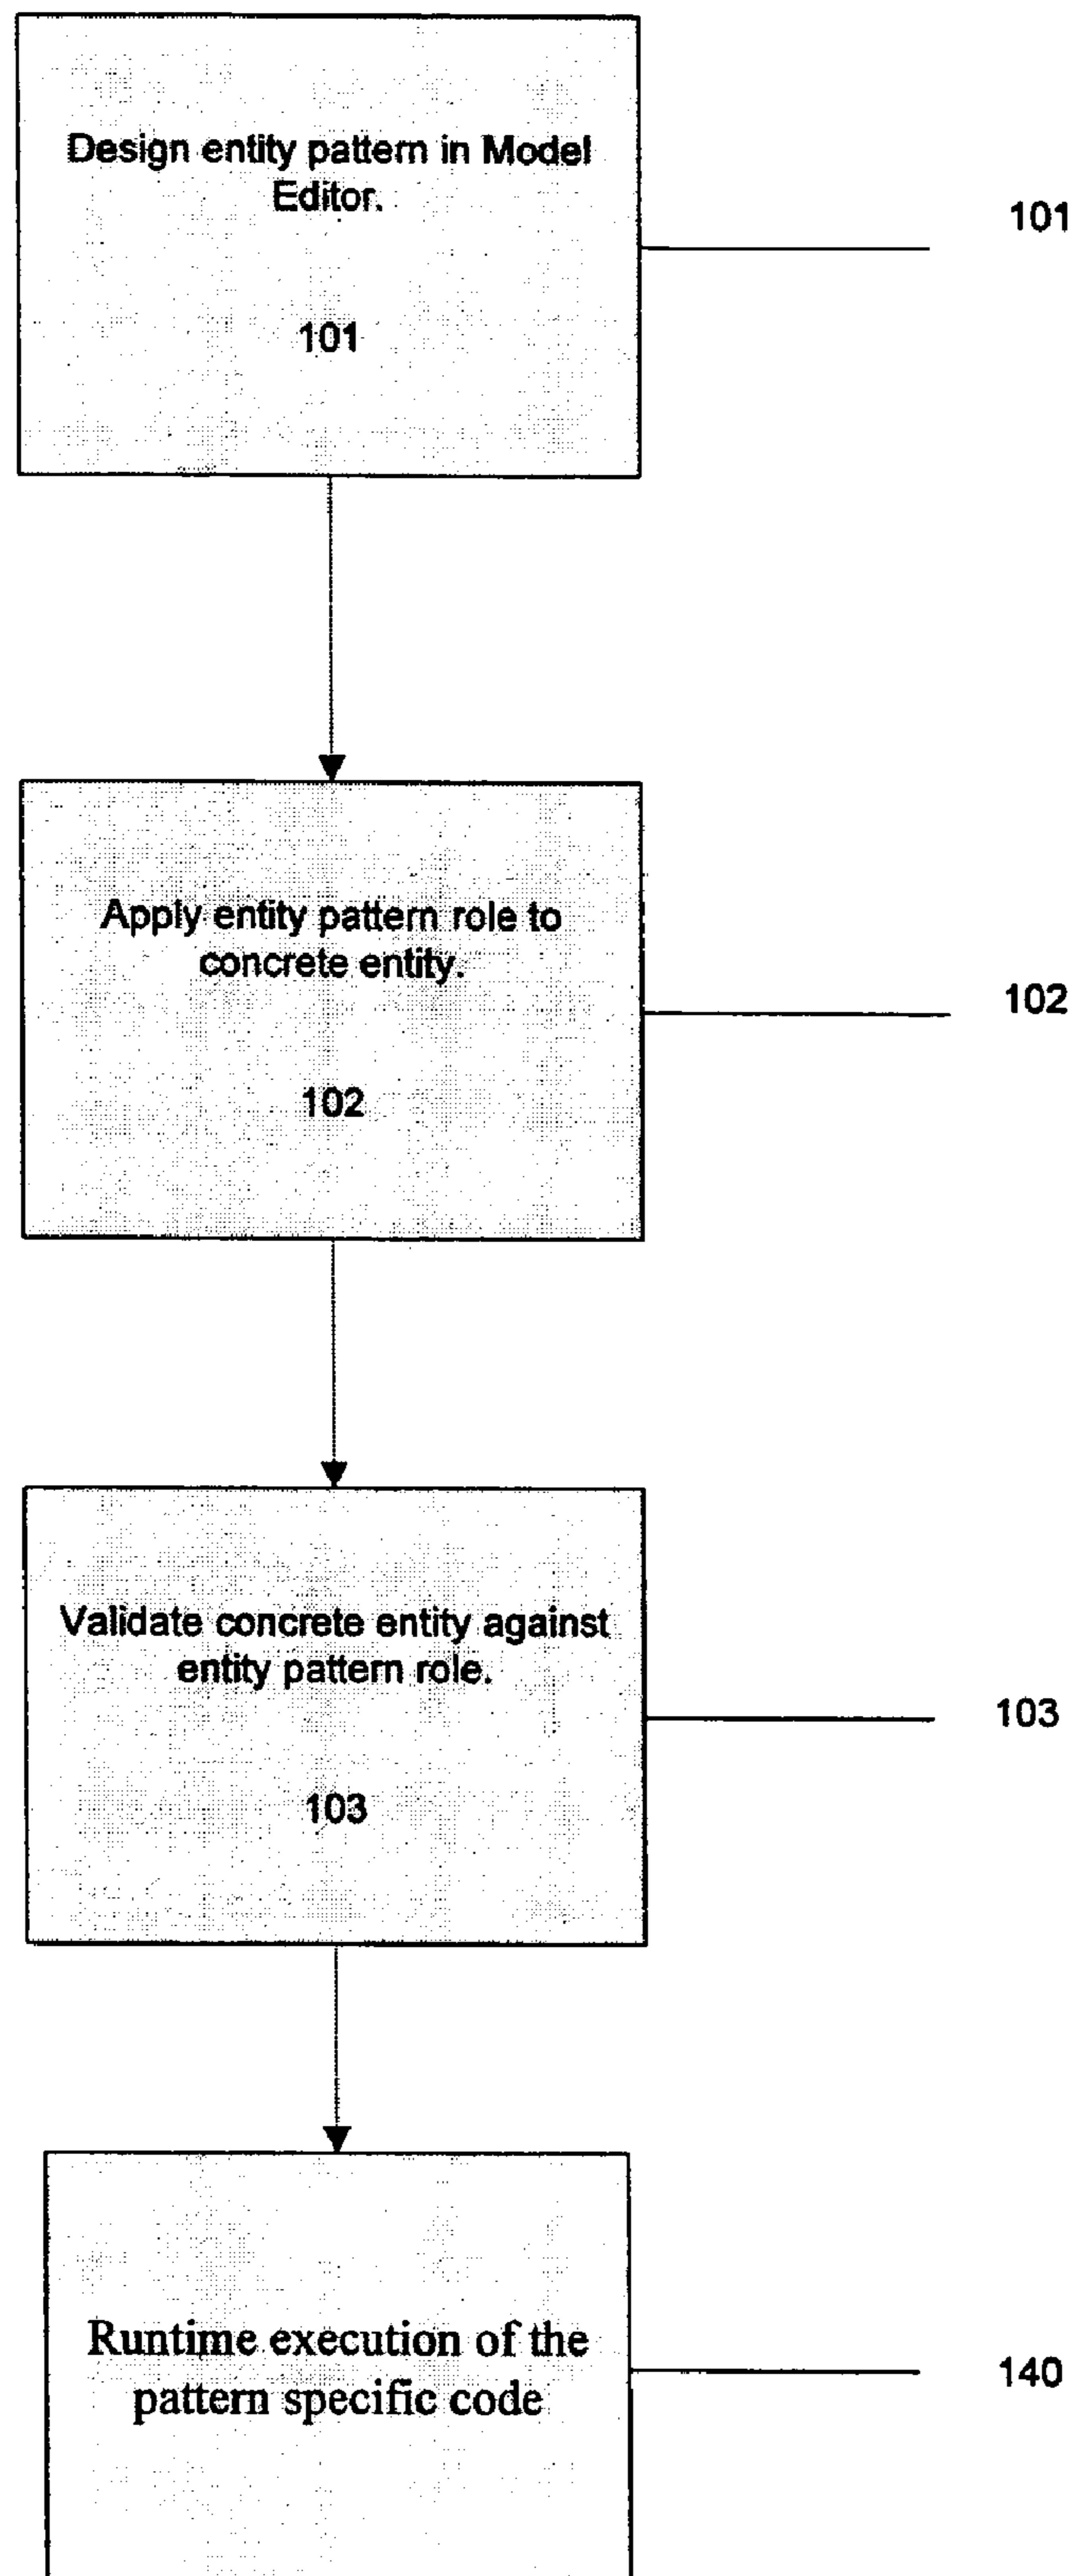 Design entity pattern in Model
Editor.
101
101
Apply entity pattern role to
concrete entity.
102
102
Validate concrete entity against
entity pattern role.
103
103
Runtime execution of the
pattern specific code
140